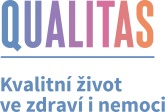 QUALITAS
Kvalitní život
ve zdraví i nemoci